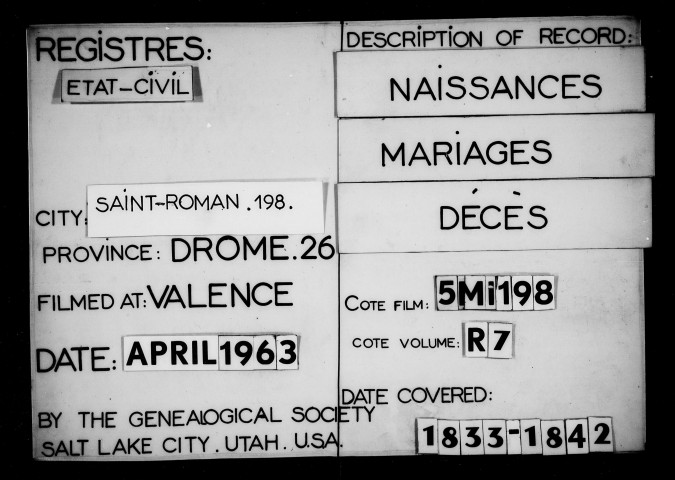 REGISTRES:
ETAT-CIVIL
CITY: SAINT-ROMAN .198.
PROVINCE: DROME.26
FILMED AT: VALENCE
DATE: APRIL 1963
BY THE GENEALOGICAL SOCIETY
SALT LAKE CITY. UTAH. U.S.A.
DESCRIPTION OF RECORD:
NAISSANCES
MARIAGES
DÉCÈS
COTE FILM: 5Mi198
COTE VOLUME: R7
DATE COVERED:
1833-1842